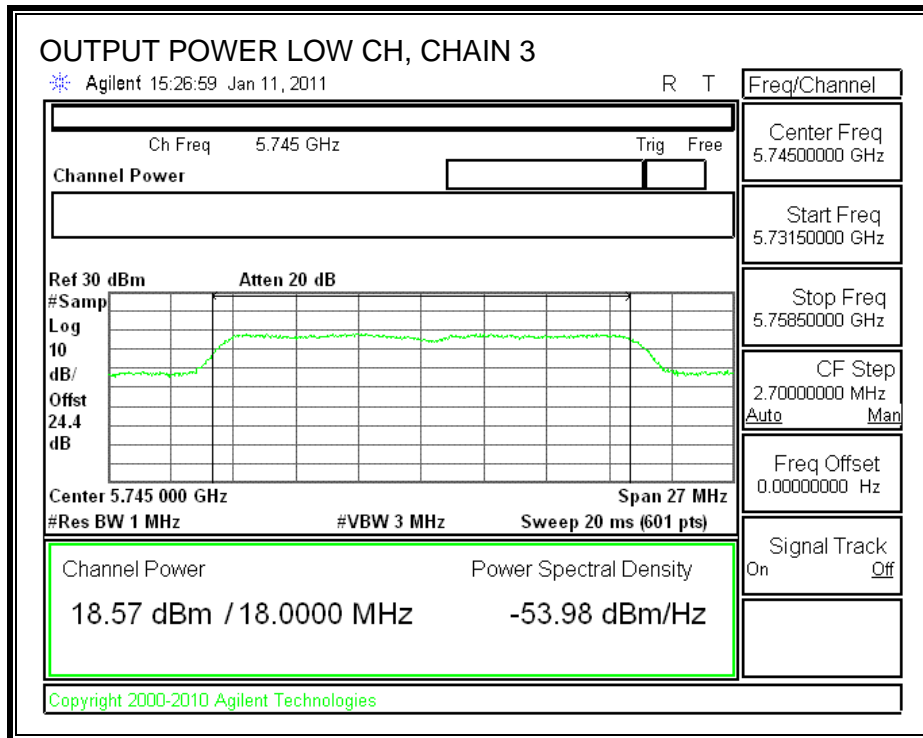 OUTPUT POWER LOW CH, CHAIN 3
Agilent 15:26:59 Jan 11, 2011 R T
Freq/Channel
Ch Freq 5.745 GHz Trig Free
Channel Power
Ref 30 dBm Atten 20 dB
#Samp
Log
10
dB/
Offst
24.4
dB
Center 5.745 000 GHz Span 27 MHz
#Res BW 1 MHz #VBW 3 MHz Sweep 20 ms (601 pts)
Channel Power Power Spectral Density
18.57 dBm / 18.0000 MHz -53.98 dBm/Hz
Copyright 2000-2010 Agilent Technologies
Center Freq
5.74500000 GHz
Start Freq
5.73150000 GHz
Stop Freq
5.75850000 GHz
CF Step
2.70000000 MHz
Auto Man
Freq Offset
0.00000000 Hz
Signal Track
On Off